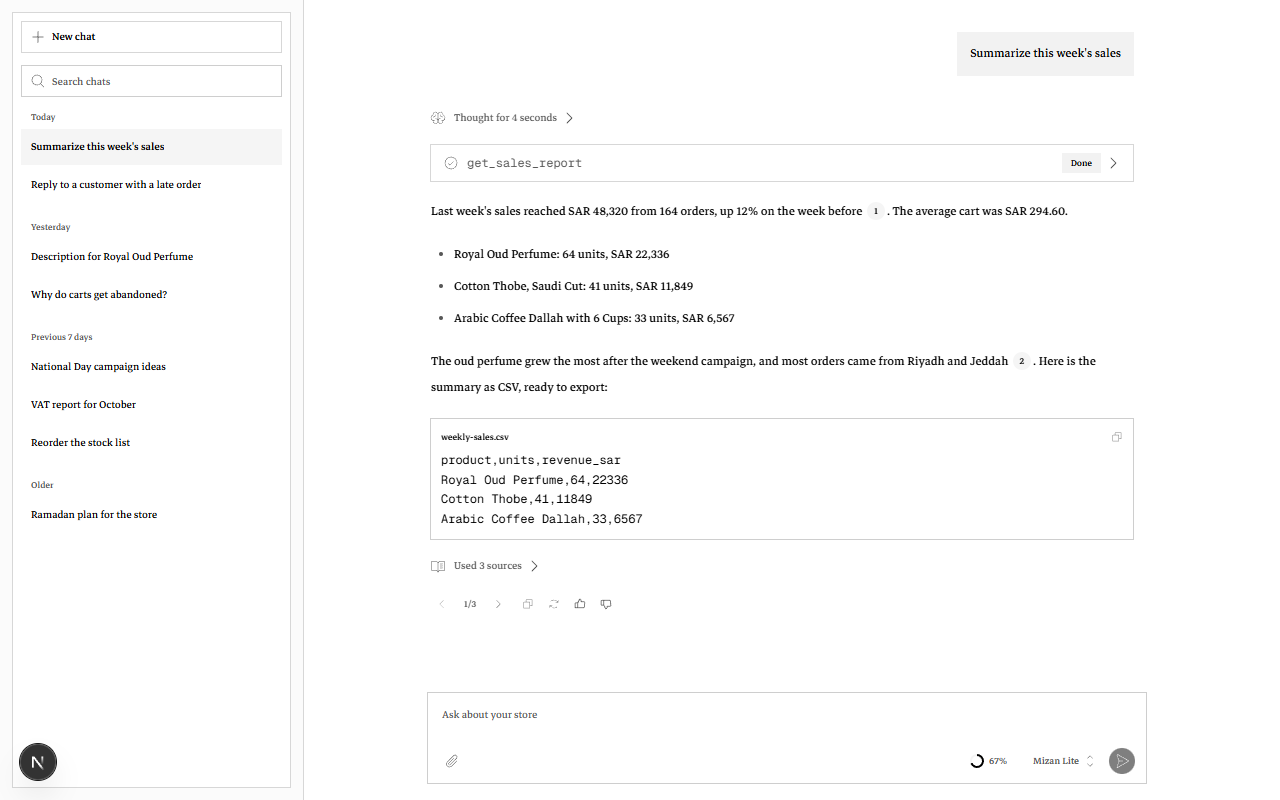 New chat
Search chats
Today
Summarize this week's sales
Reply to a customer with a late order
Yesterday
Description for Royal Oud Perfume
Why do carts get abandoned?
Previous 7 days
National Day campaign ideas
VAT report for October
Reorder the stock list
Older
Ramadan plan for the store
N
Summarize this week's sales
Thought for 4 seconds
get_sales_report
Done
Last week's sales reached SAR 48,320 from 164 orders, up 12% on the week before 1 . The average cart was SAR 294.60.
• Royal Oud Perfume: 64 units, SAR 22,336
• Cotton Thobe, Saudi Cut: 41 units, SAR 11,849
• Arabic Coffee Dallah with 6 Cups: 33 units, SAR 6,567
The oud perfume grew the most after the weekend campaign, and most orders came from Riyadh and Jeddah 2 . Here is the
summary as CSV, ready to export:
weekly-sales.csv
product,units,revenue_sar
Royal Oud Perfume,64,22336
Cotton Thobe,41,11849
Arabic Coffee Dallah,33,6567
Used 3 sources
1/3
Ask about your store
67%
Mizan Lite